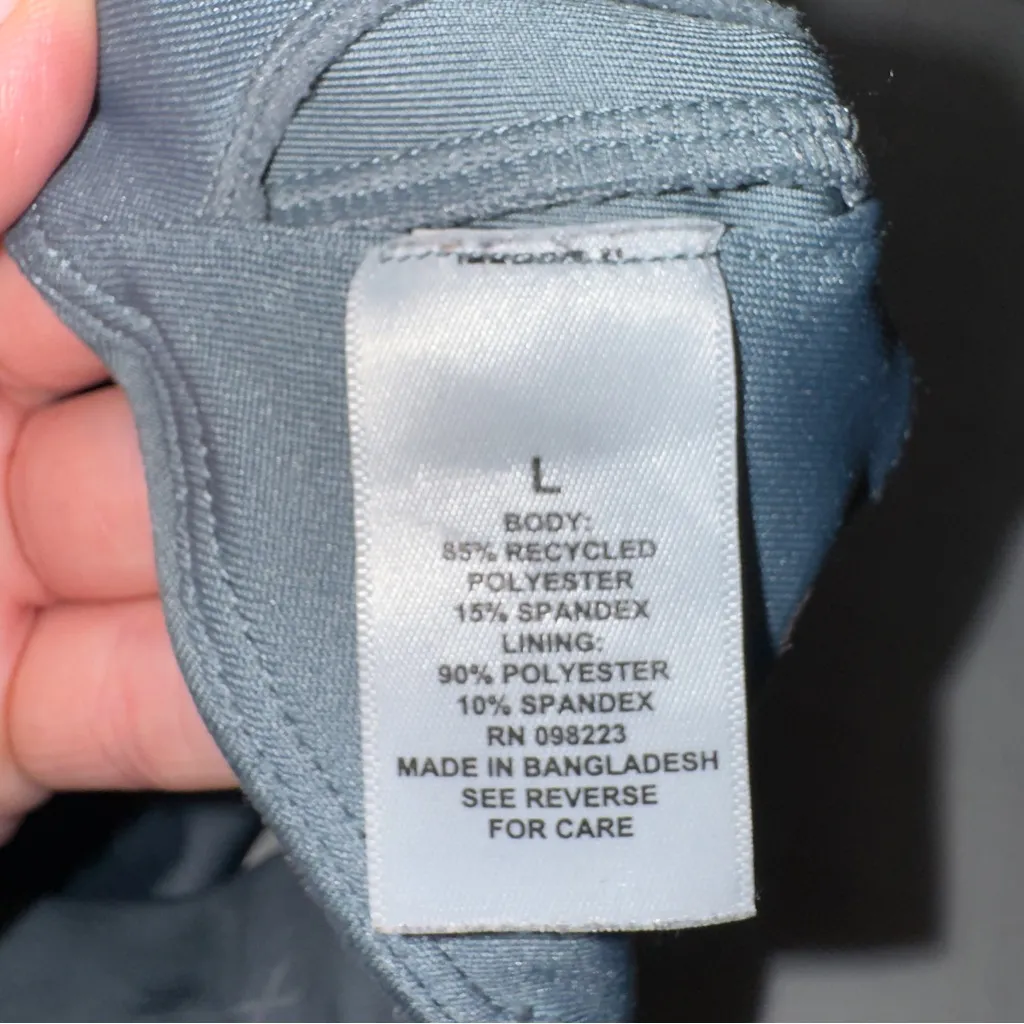 L
BODY:
85% RECYCLED
POLYESTER
15% SPANDEX
LINING:
90% POLYESTER
10% SPANDEX
RN 098223
MADE IN BANGLADESH
SEE REVERSE
FOR CARE